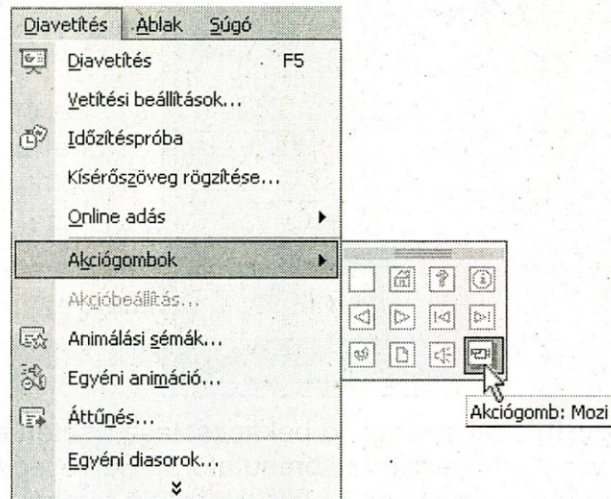 Diavetítés Ablak Súgó
Diavetítés F5
Vetítési beállítások...
Időzítéspróba
Kísérőszöveg rögzítése...
Online adás
Akciógombok
Akcióbeállítás...
Animálási sémák...
Egyéni animáció...
Áttűnés...
Egyéni diasorok...
Akciógomb: Mozi